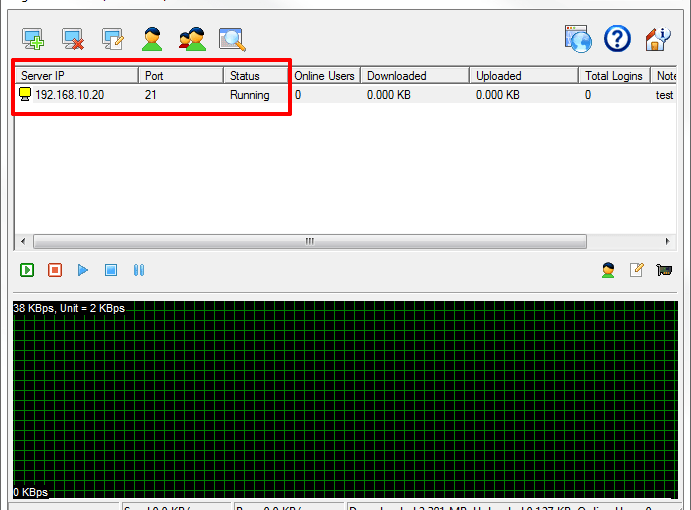 Server IP Port Status Online Users Downloaded Uploaded Total Logins Note
192.168.10.20 21 Running 0 0.000 KB 0.000 KB 0 test
38 KBps, Unit = 2 KBps
0 KBps